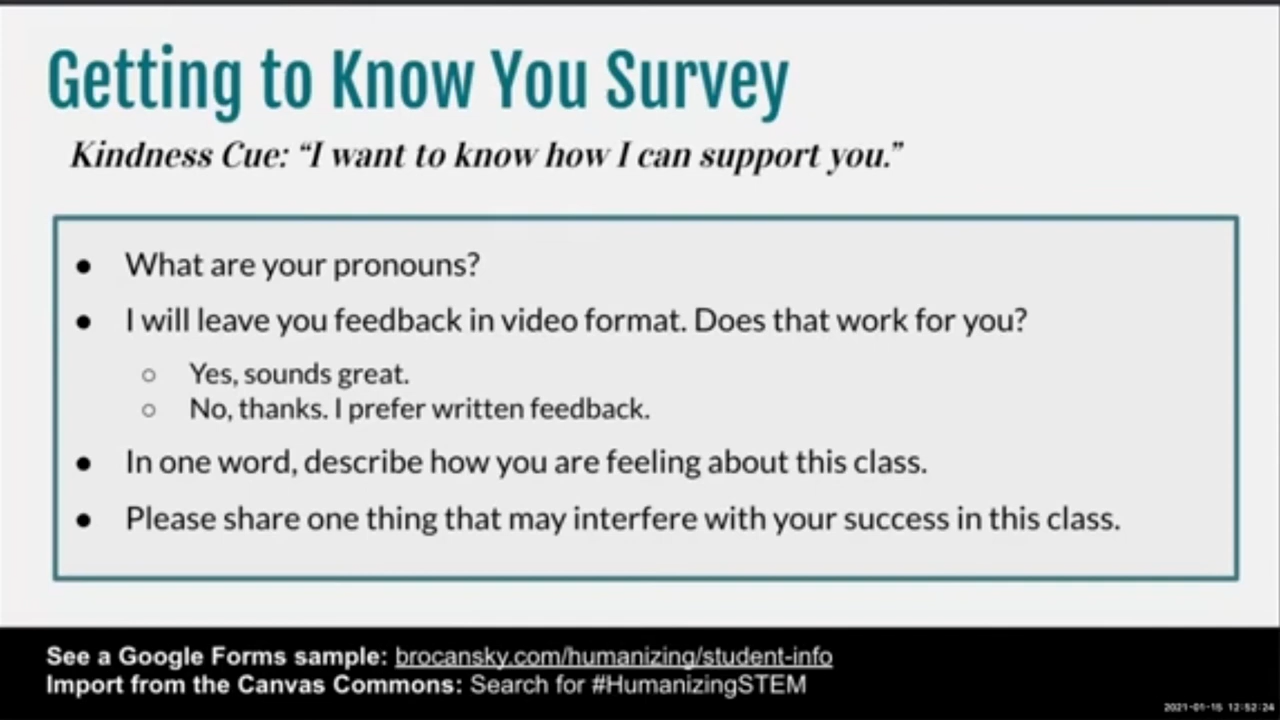 Getting to Know You Survey
Kindness Cue: “I want to know how I can support you.”
● What are your pronouns?
● I will leave you feedback in video format. Does that work for you?
○ Yes, sounds great.
○ No, thanks. I prefer written feedback.
● In one word, describe how you are feeling about this class.
● Please share one thing that may interfere with your success in this class.
See a Google Forms sample: brocansky.com/humanizing/student-info
Import from the Canvas Commons: Search for #HumanizingSTEM
2021-01-15 12:52:24